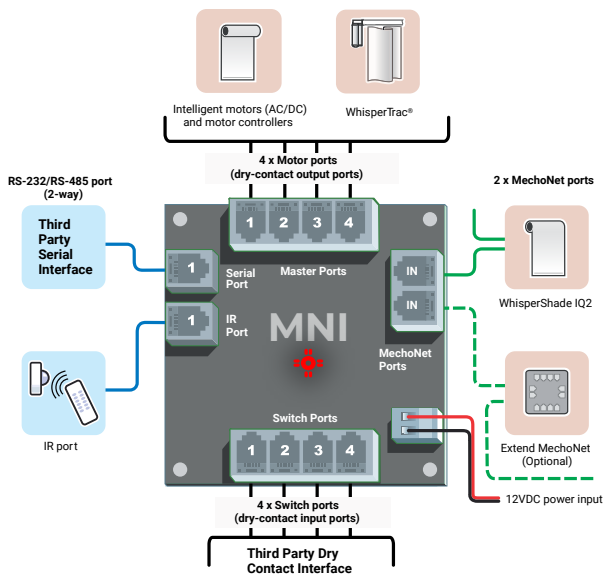 Intelligent motors (AC/DC)
and motor controllers
WhisperTrac®
4 x Motor ports
(dry-contact output ports)
RS-232/RS-485 port
(2-way)
2 x MechoNet ports
Third
Party
Serial
Interface
1
2
3
4
Master Ports
1
Serial
Port
IN
IN
MechoNet
Ports
WhisperShade IQ2
1
IR
Port
MNI
IR port
Switch Ports
1
2
3
4
Extend MechoNet
(Optional)
12VDC power input
4 x Switch ports
(dry-contact input ports)
Third Party Dry
Contact Interface